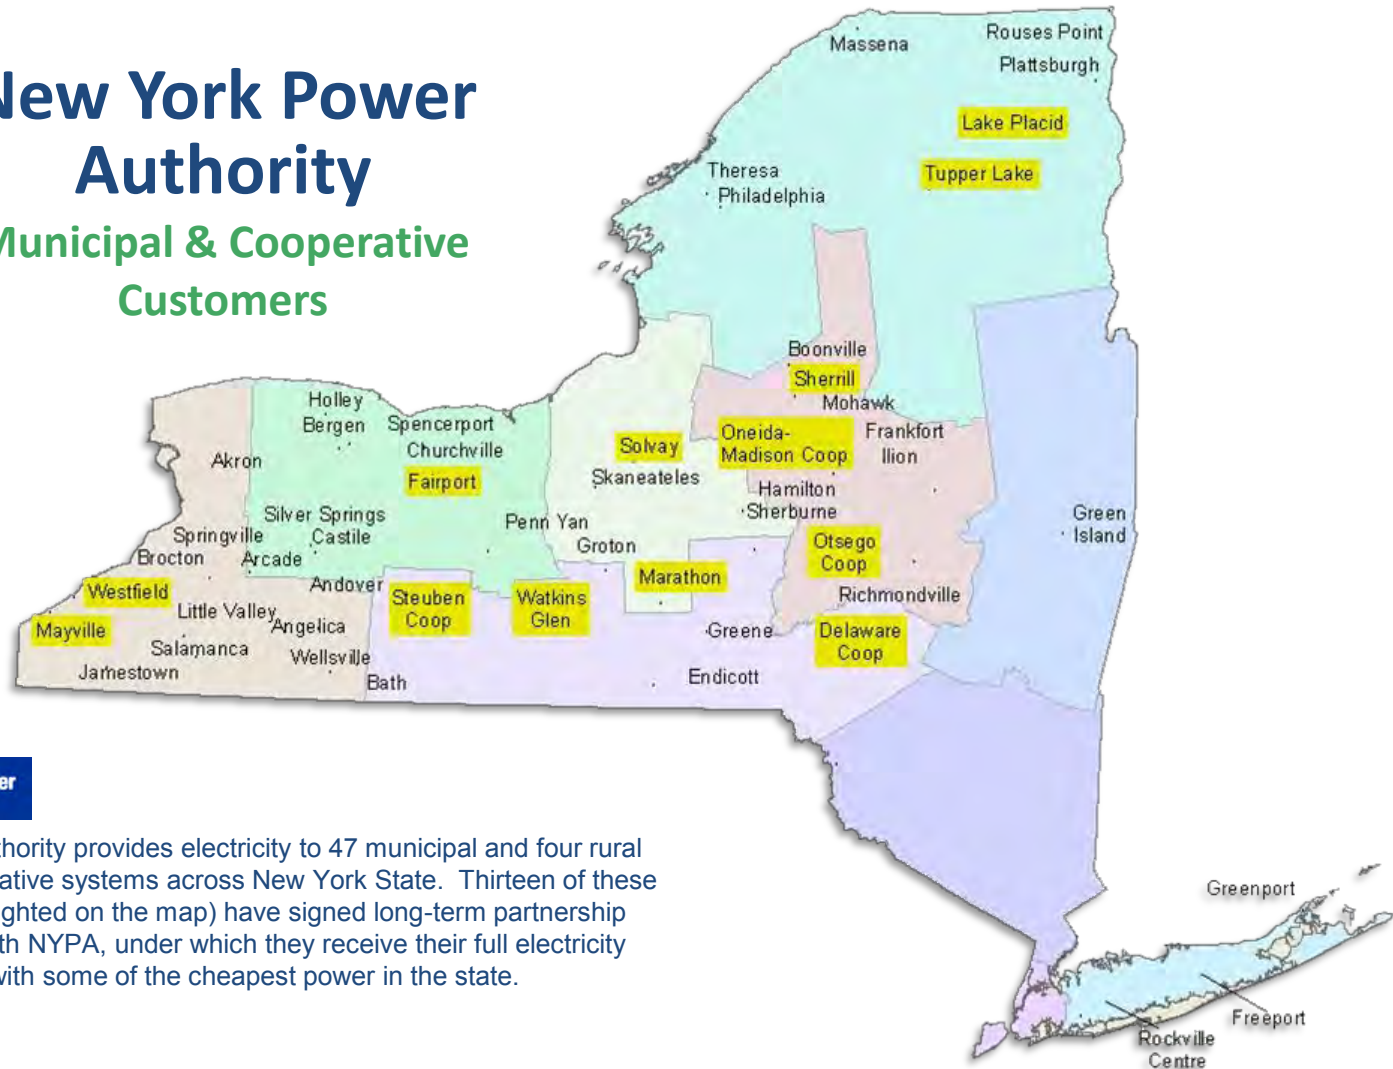 New York Power
Authority
Municipal & Cooperative
Customers
Massena
Rouses Point
Plattsburgh
Lake Placid
Tupper Lake
Theresa
Philadelphia
Boonville
Sherrill
Mohawk
Holley
Bergen
Spencerport
Churchville
Fairport
Akron
Solvay
Skaneateles
Oneida-
Madison Coop
Frankfort
Ilion
Hamilton
Sherburne
Silver Springs
Castile
Springville
Brocton
Arcade
Penn Yan
Groton
Otsego
Coop
Green
Island
Andover
Westfield
Mayville
Little Valley
Angelica
Salamanca
Wellsville
Jamestown
Steuben
Coop
Watkins
Glen
Marathon
Richmondville
Greene
Delaware
Coop
Bath
Endicott
er
thority provides electricity to 47 municipal and four rural
ative systems across New York State. Thirteen of these
ghted on the map) have signed long-term partnership
th NYPA, under which they receive their full electricity
with some of the cheapest power in the state.
Greenport
Freeport
Rockville
Centre